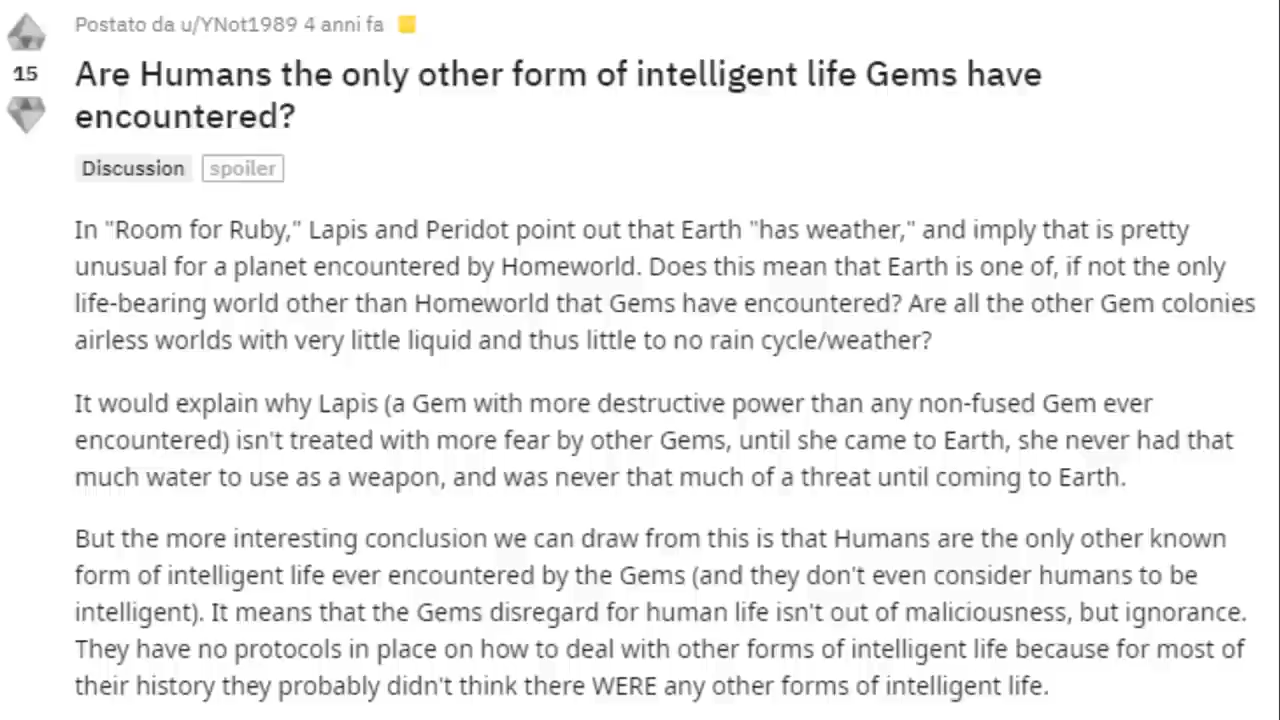 Postato da u/YNot1989 4 anni fa
15
Are Humans the only other form of intelligent life Gems have
encountered?
Discussion spoiler
In "Room for Ruby," Lapis and Peridot point out that Earth "has weather," and imply that is pretty
unusual for a planet encountered by Homeworld. Does this mean that Earth is one of, if not the only
life-bearing world other than Homeworld that Gems have encountered? Are all the other Gem colonies
airless worlds with very little liquid and thus little to no rain cycle/weather?
It would explain why Lapis (a Gem with more destructive power than any non-fused Gem ever
encountered) isn't treated with more fear by other Gems, until she came to Earth, she never had that
much water to use as a weapon, and was never that much of a threat until coming to Earth.
But the more interesting conclusion we can draw from this is that Humans are the only other known
form of intelligent life ever encountered by the Gems (and they don't even consider humans to be
intelligent). It means that the Gems disregard for human life isn't out of maliciousness, but ignorance.
They have no protocols in place on how to deal with other forms of intelligent life because for most of
their history they probably didn't think there WERE any other forms of intelligent life.